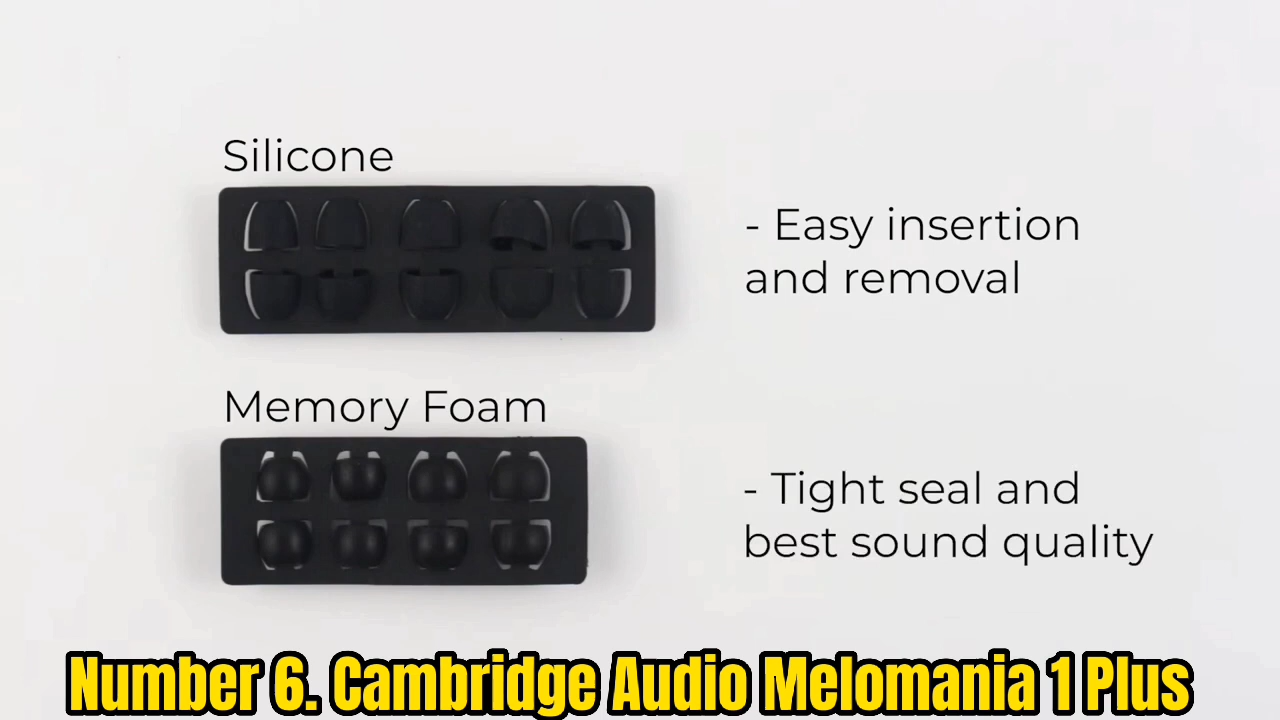 Silicone
- Easy insertion
and removal
Memory Foam
- Tight seal and
best sound quality
Number 6. Cambridge Audio Melomania 1 Plus